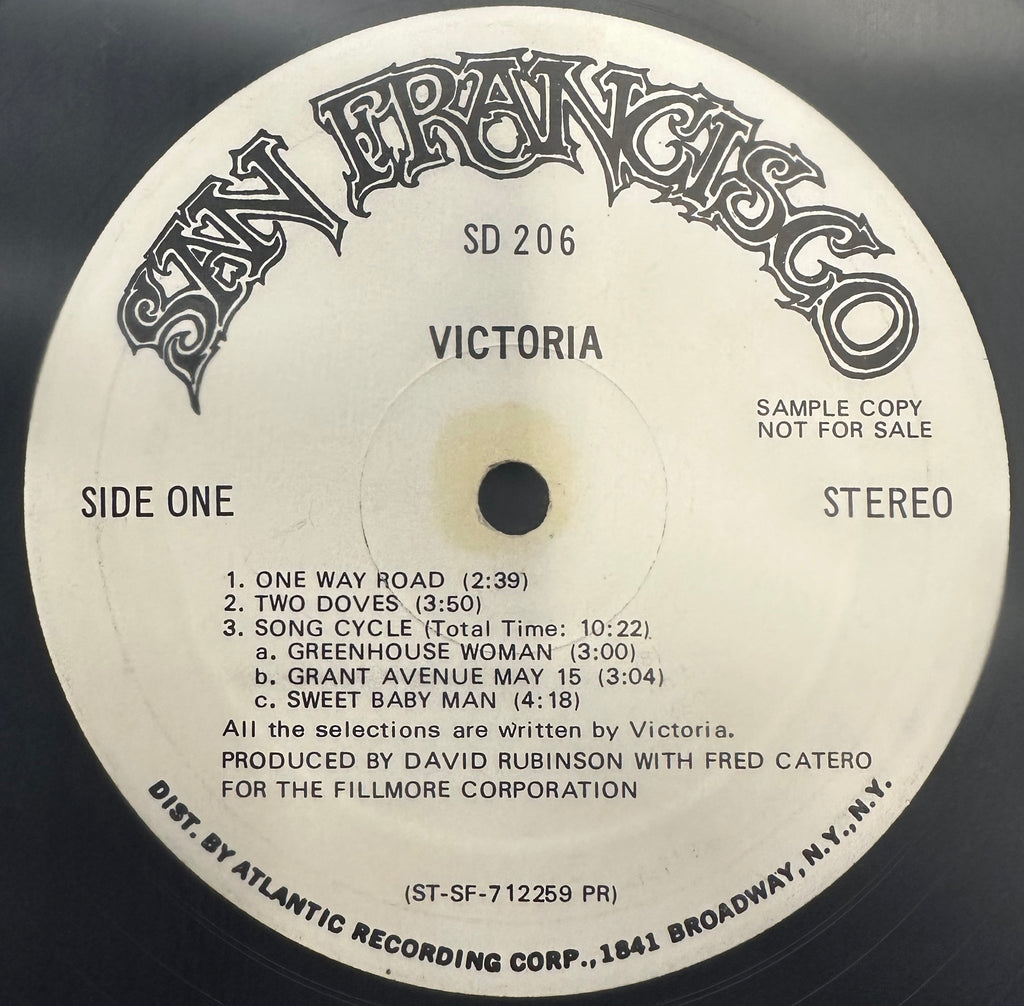 SAN FRANCISCO
SD 206
VICTORIA
SAMPLE COPY
NOT FOR SALE
SIDE ONE
STEREO
1. ONE WAY ROAD (2:39)
2. TWO DOVES (3:50)
3. SONG CYCLE (Total Time: 10:22)
a. GREENHOUSE WOMAN (3:00)
b. GRANT AVENUE MAY 15 (3:04)
c. SWEET BABY MAN (4:18)
All the selections are written by Victoria.
PRODUCED BY DAVID RUBINSON WITH FRED CATERO
FOR THE FILLMORE CORPORATION
(ST-SF-712259 PR)
DIST. BY ATLANTIC RECORDING CORP., 1841 BROADWAY, N.Y., N.Y.